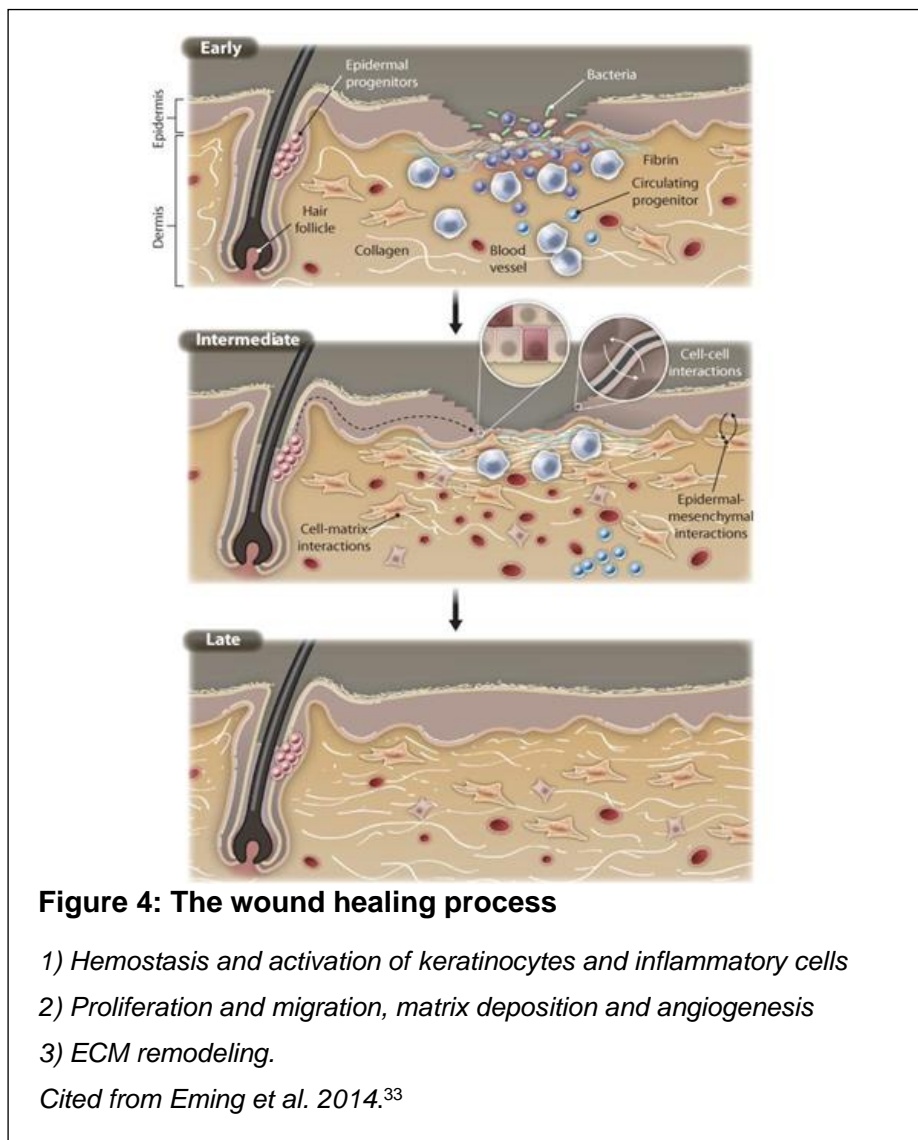 Early
Epidermal
progenitors
Bacteria
Epidermis
Fibrin
Circulating
progenitor
Dermis
Hair
follicle
Collagen
Blood
vessel
Intermediate
Cell-cell
interactions
Cell-matrix
interactions
Epidermal-
mesenchymal
interactions
Late
Figure 4: The wound healing process
1) Hemostasis and activation of keratinocytes and inflammatory cells
2) Proliferation and migration, matrix deposition and angiogenesis
3) ECM remodeling.
Cited from Eming et al. 2014.³³